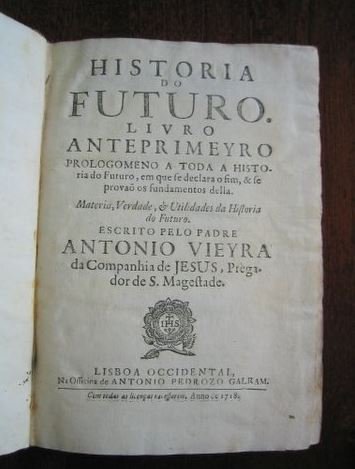 HISTORIA
DO
FUTURO.
LIVRO
ANTEPRIMEYRO
PROLOGOMENO A TODA A HISTO-
ria do Futuro, em que se declara o fim, & se
provaõ os fundamentos della.
Materia, Verdade, & Utilidades da Historia
do Futuro.
ESCRITO PELO PADRE
ANTONIO VIEYRA
da Companhia de JESUS, Prèga-
dor de S. Magestade.
IHS
LISBOA OCCIDENTAL,
Na Officina de ANTONIO PEDROZO GALRAM.
Com todas as licenças necessarias. Anno de 1718.